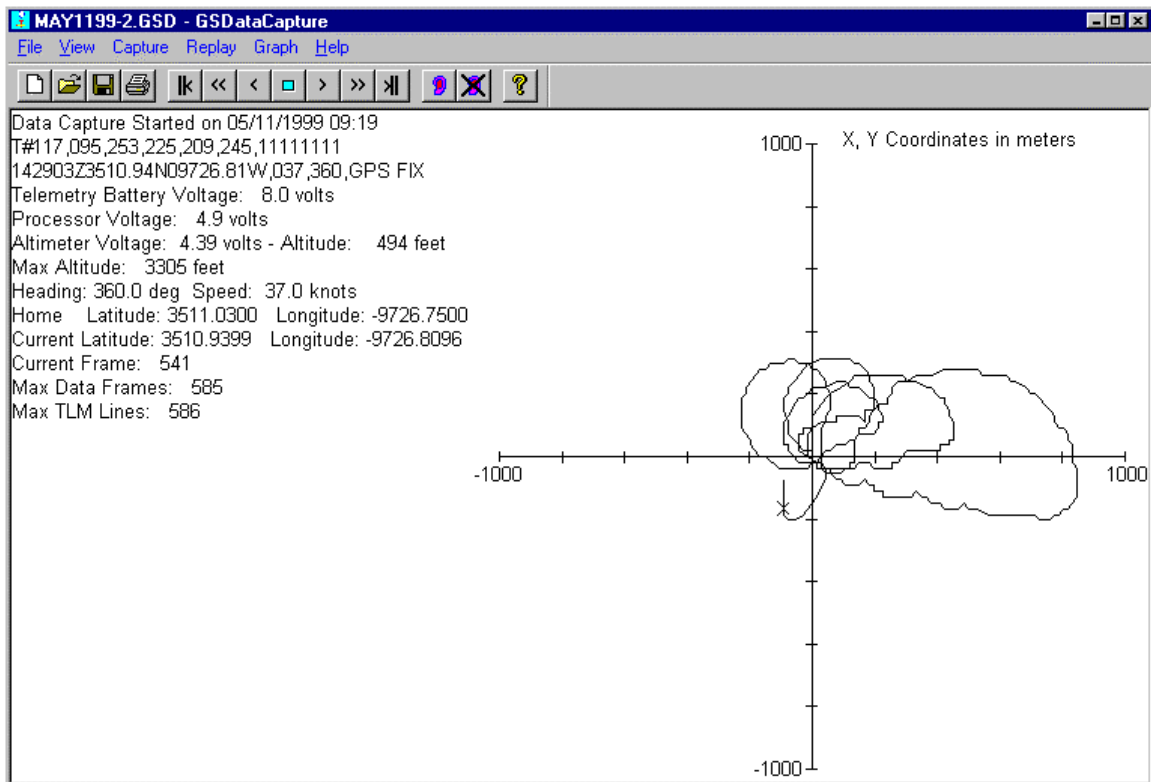 MAY1199-2.GSD - GSDataCapture
File View Capture Replay Graph Help
Data Capture Started on 05/11/1999 09:19
T#117,095,253,225,209,245,11111111
142903Z3510.94N09726.81W,037,360,GPS FIX
Telemetry Battery Voltage: 8.0 volts
Processor Voltage: 4.9 volts
Altimeter Voltage: 4.39 volts - Altitude: 494 feet
Max Altitude: 3305 feet
Heading: 360.0 deg Speed: 37.0 knots
Home Latitude: 3511.0300 Longitude: -9726.7500
Current Latitude: 3510.9399 Longitude: -9726.8096
Current Frame: 541
Max Data Frames: 585
Max TLM Lines: 586
X, Y Coordinates in meters
1000
-1000
1000
-1000